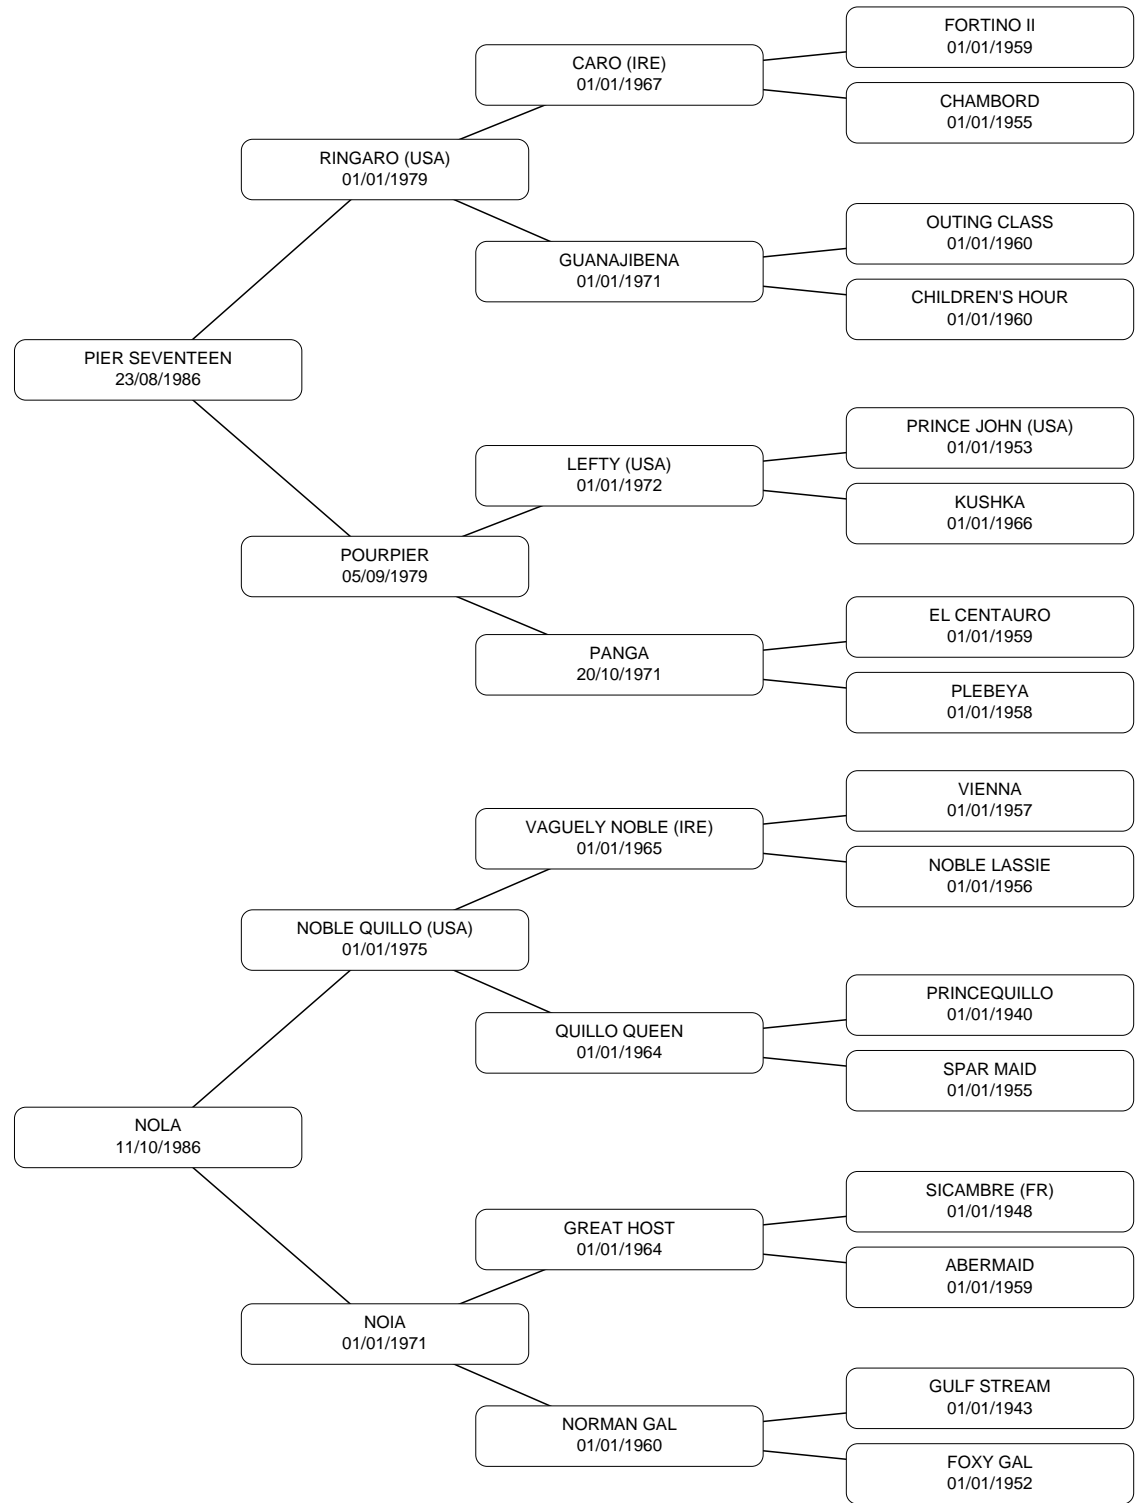 FORTINO II
01/01/1959
CARO (IRE)
01/01/1967
CHAMBORD
01/01/1955
RINGARO (USA)
01/01/1979
OUTING CLASS
01/01/1960
GUANAJIBENA
01/01/1971
CHILDREN'S HOUR
01/01/1960
PIER SEVENTEEN
23/08/1986
PRINCE JOHN (USA)
01/01/1953
LEFTY (USA)
01/01/1972
KUSHKA
01/01/1966
POURPIER
05/09/1979
EL CENTAURO
01/01/1959
PANGA
20/10/1971
PLEBEYA
01/01/1958
VIENNA
01/01/1957
VAGUELY NOBLE (IRE)
01/01/1965
NOBLE LASSIE
01/01/1956
NOBLE QUILLO (USA)
01/01/1975
PRINCEQUILLO
01/01/1940
QUILLO QUEEN
01/01/1964
SPAR MAID
01/01/1955
NOLA
11/10/1986
SICAMBRE (FR)
01/01/1948
GREAT HOST
01/01/1964
ABERMAID
01/01/1959
NOIA
01/01/1971
GULF STREAM
01/01/1943
NORMAN GAL
01/01/1960
FOXY GAL
01/01/1952